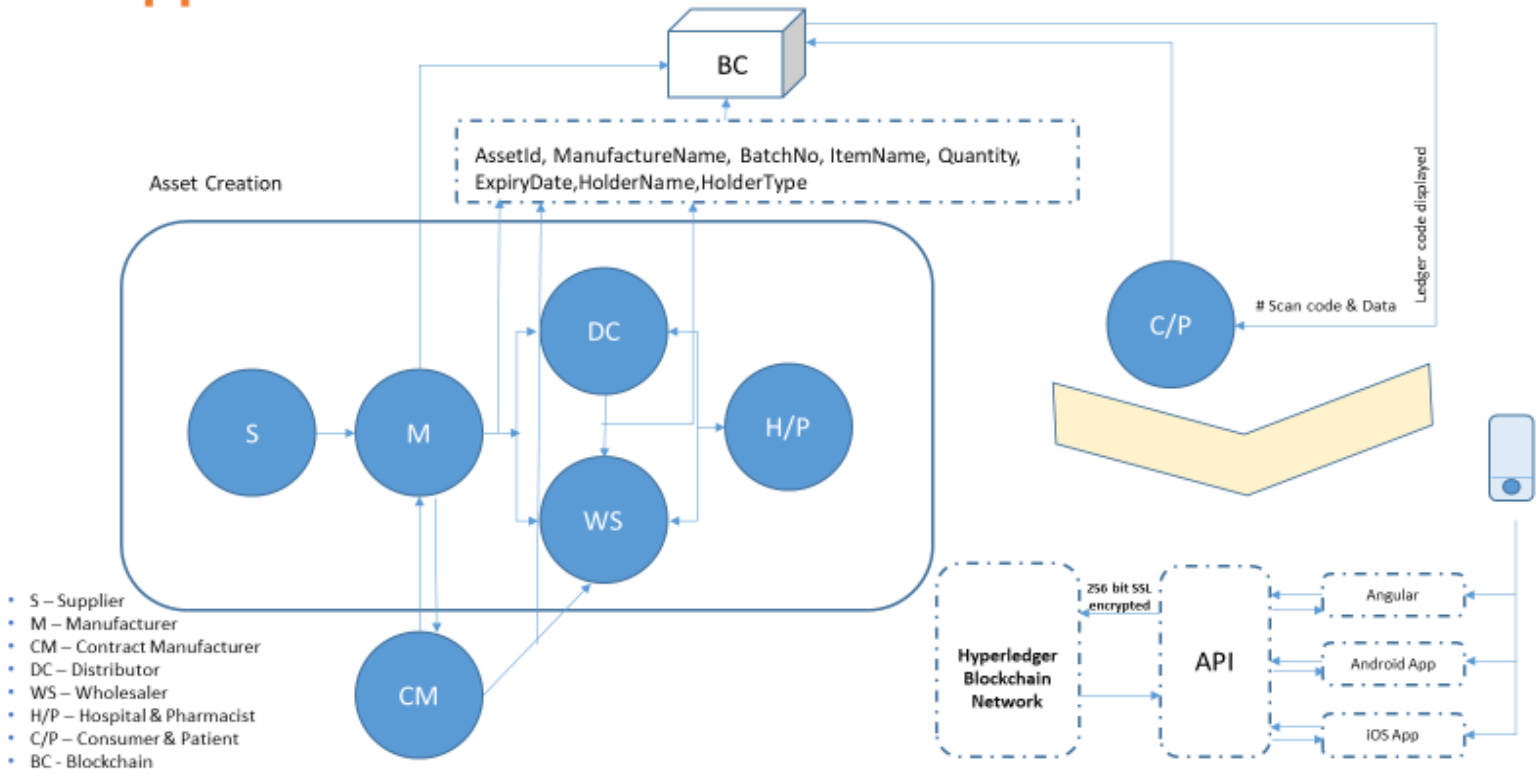 BC
AssetId, ManufactureName, BatchNo, ItemName, Quantity,
ExpiryDate,HolderName,HolderType
Asset Creation
Ledger code displayed
DC
C/P
# Scan code & Data
S
M
H/P
WS
CM
S – Supplier
M – Manufacturer
CM – Contract Manufacturer
DC – Distributor
WS – Wholesaler
H/P – Hospital & Pharmacist
C/P – Consumer & Patient
BC - Blockchain
256 bit SSL
encrypted
Hyperledger
Blockchain
Network
API
Angular
Android App
iOS App